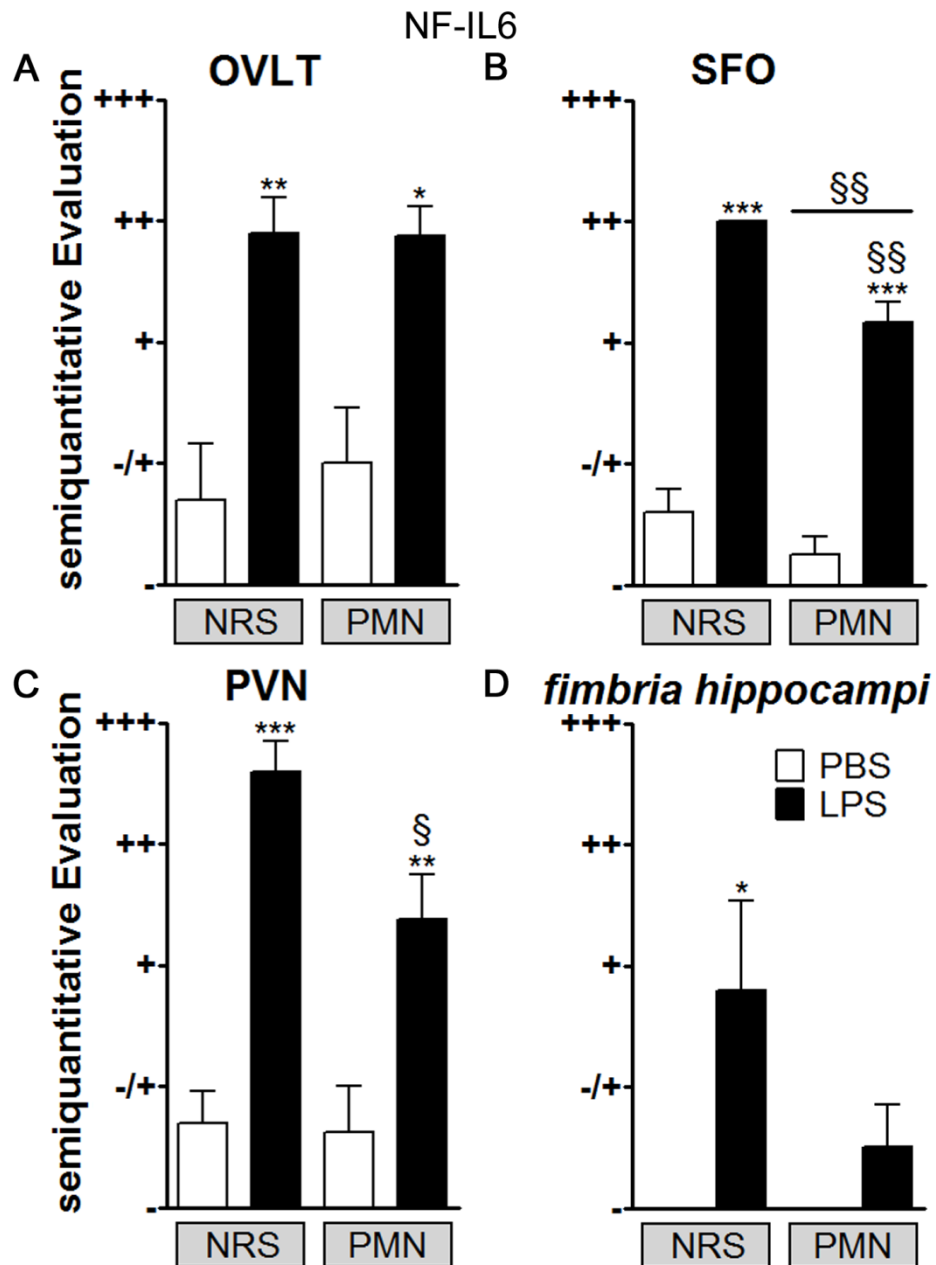 NF-IL6
A OVLT
semiquantitative Evaluation
+++
++
+
-/+
-
**
*
NRS PMN
B SFO
+++
++
+
-/+
-
***
§§
§§
***
NRS PMN
C PVN
semiquantitative Evaluation
+++
++
+
-/+
-
***
§
**
NRS PMN
D fimbria hippocampi
+++
++
+
-/+
-
PBS
LPS
*
NRS PMN